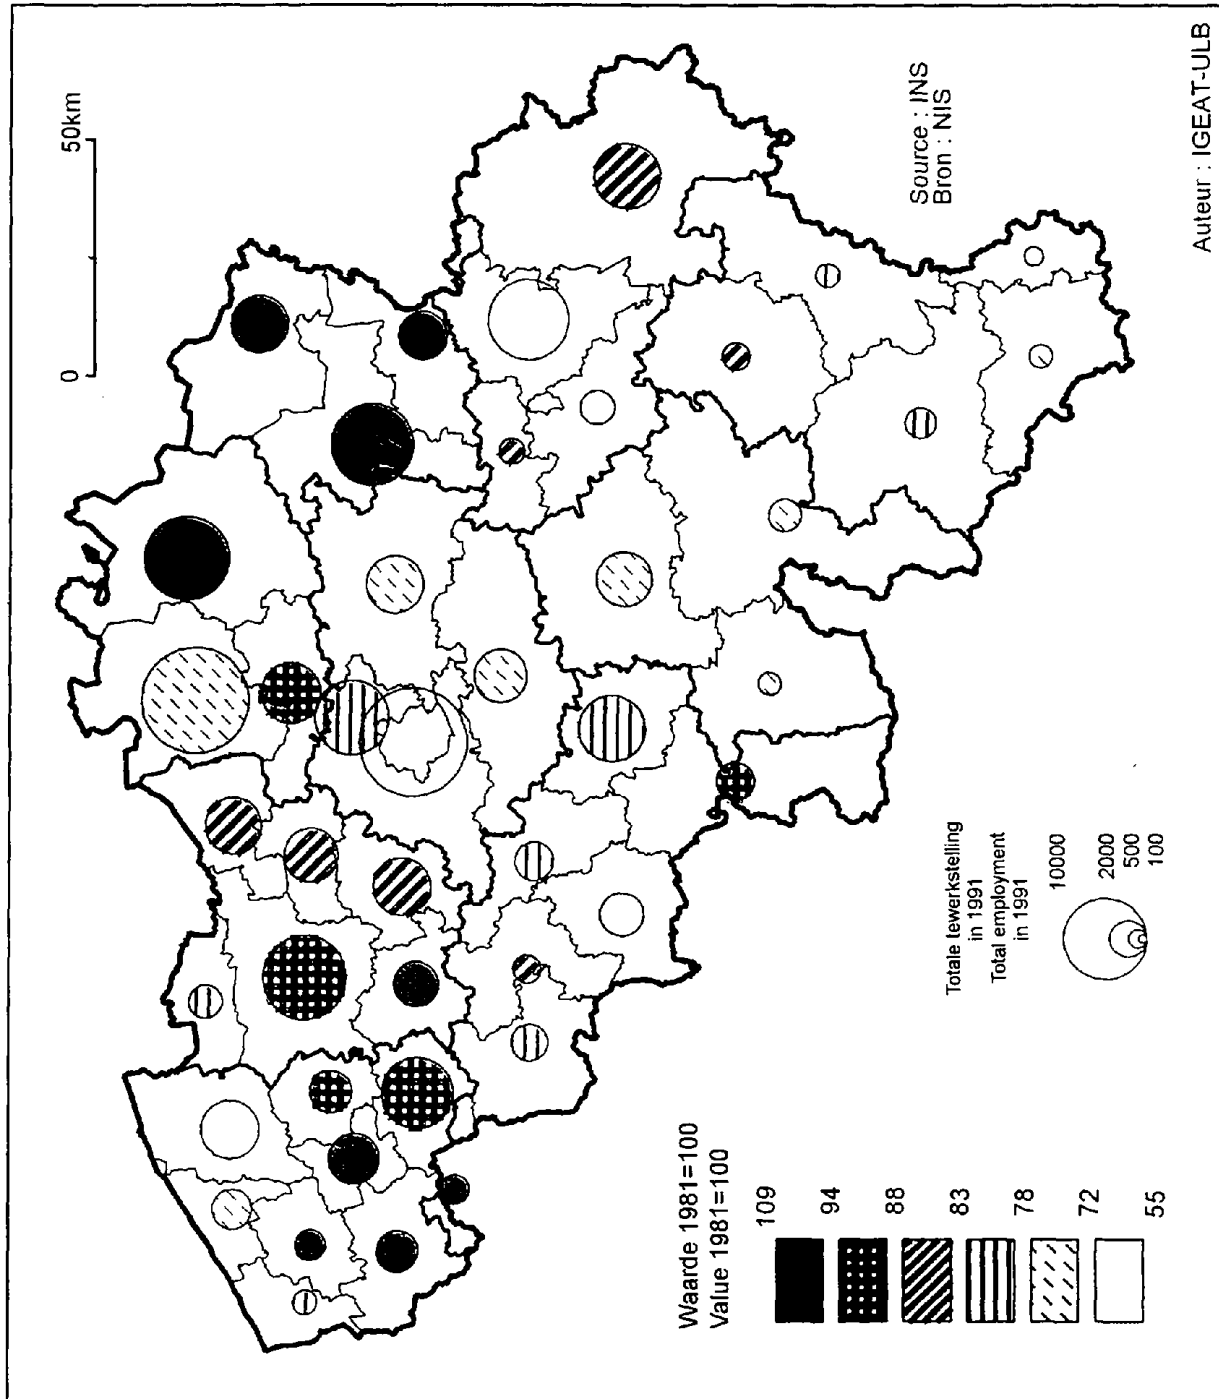 0 50km
Source : INS
Bron : NIS
Auteur : IGEAT-ULB
Waarde 1981=100
Value 1981=100
109
94
88
83
78
72
55
Totale tewerkstelling
in 1991
Total employment
in 1991
10000
2000
500
100